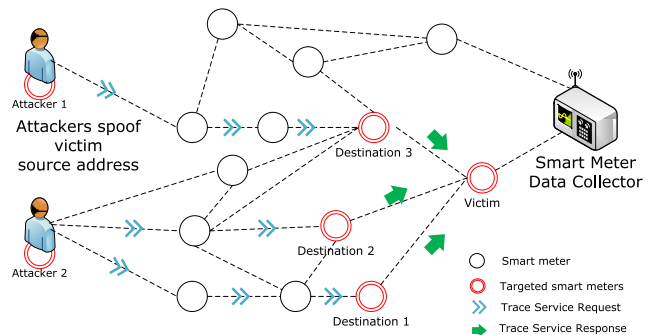 Attacker 1
Attackers spoof
victim
source address
Destination 3
Smart Meter
Data Collector
Victim
Destination 2
Attacker 2
Destination 1
Smart meter
Targeted smart meters
Trace Service Request
Trace Service Response